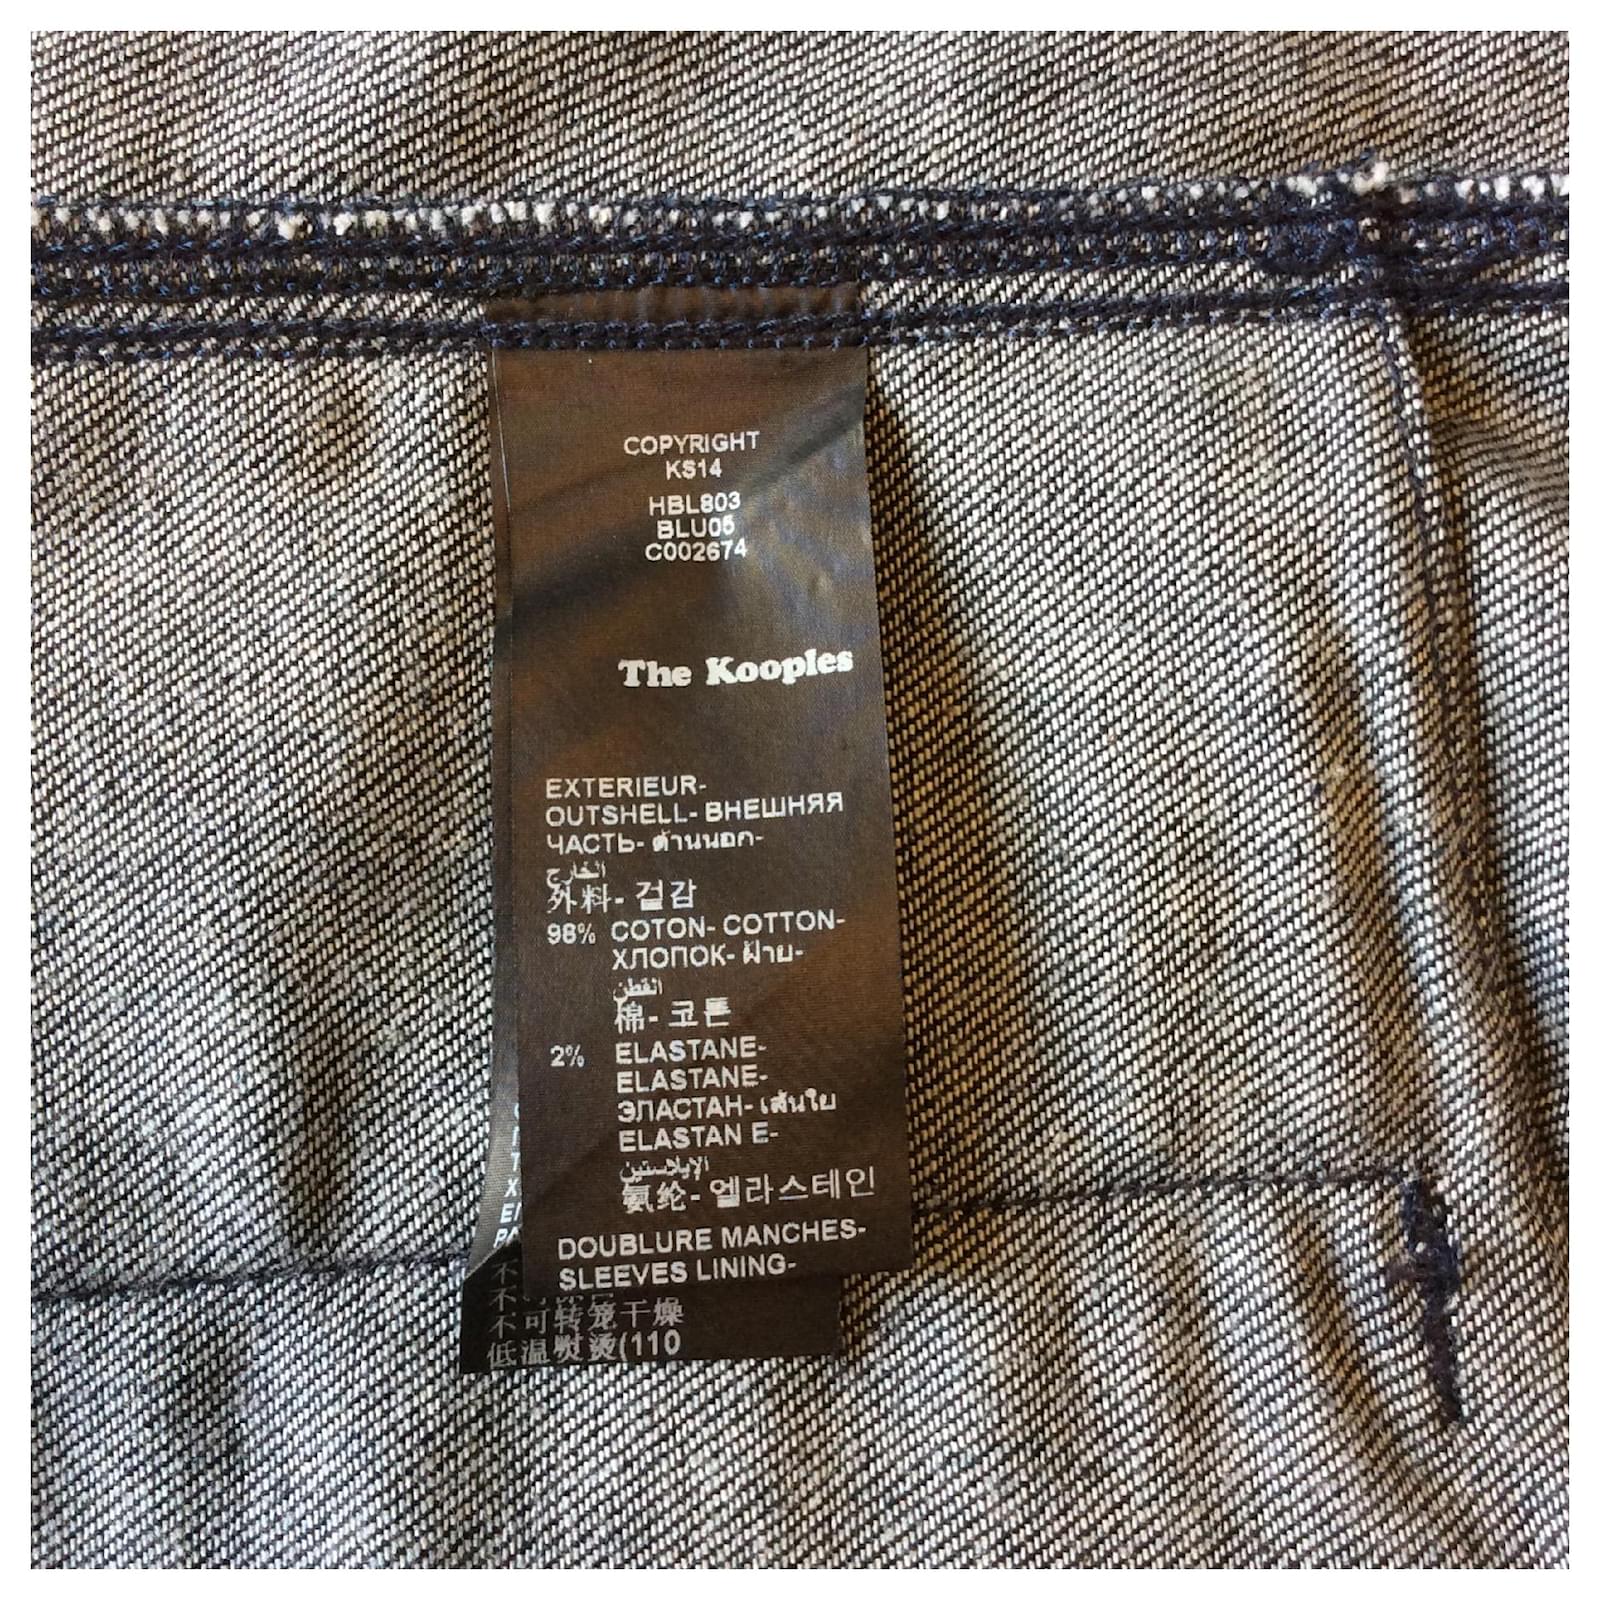 COPYRIGHT
KS14
HBL803
BLU05
C002674
The Kooples
EXTERIEUR-
OUTSHELL- ВНЕШНЯЯ
ЧАСТЬ- ด้านนอก-
الخارج
外料- 겉감
98% COTON- COTTON-
ХЛОПОК- ฝ้าย-
القطن
棉- 코튼
2% ELASTANE-
ELASTANE-
ЭЛАСТАН- เส้นใย
ELASTAN E-
الايلاستين
氨纶- 엘라스테인
DOUBLURE MANCHES-
SLEEVES LINING-
不
不
不可转笼干燥
低温熨烫(110